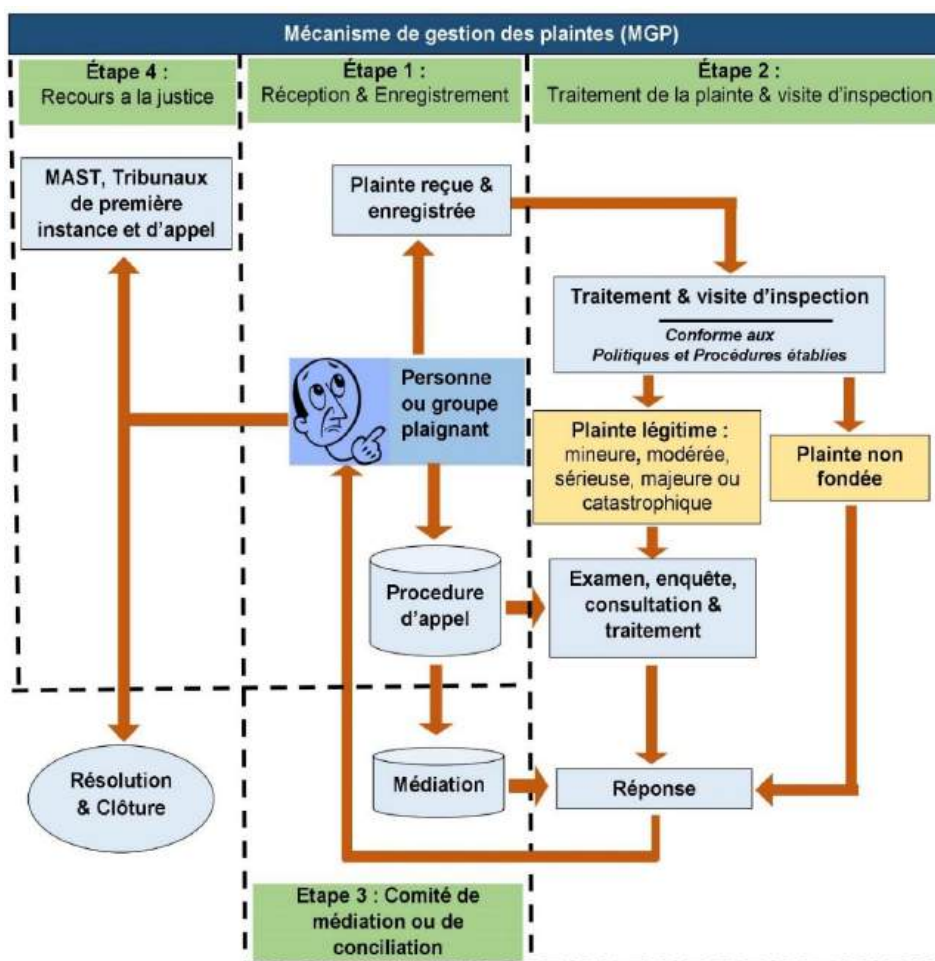 Mécanisme de gestion des plaintes (MGP)
Étape 4 :
Recours a la justice
Étape 1 :
Réception & Enregistrement
Étape 2 :
Traitement de la plainte & visite d'inspection
MAST, Tribunaux
de première
instance et d'appel
Plainte reçue &
enregistrée
Traitement & visite d'inspection
Conforme aux
Politiques et Procédures établies
Personne
ou groupe
plaignant
Plainte légitime :
mineure, modérée,
sérieuse, majeure ou
catastrophique
Plainte non
fondée
Procedure
d'appel
Examen, enquête,
consultation &
traitement
Résolution
& Clôture
Médiation
Réponse
Etape 3 : Comité de
médiation ou de
conciliation